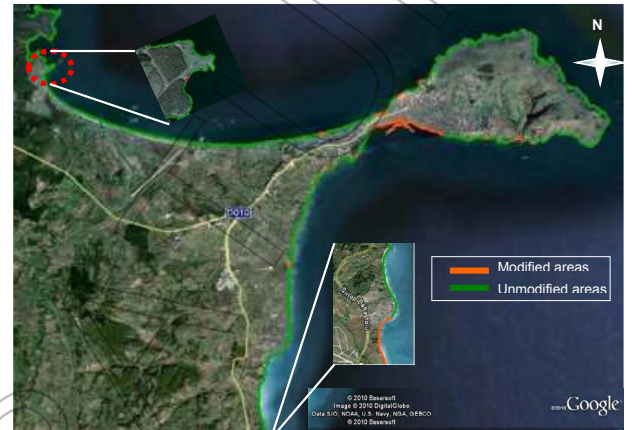 N
D010
Modified areas
Unmodified areas
© 2010 Basarsoft
Image © 2010 DigitalGlobe
Data SIO, NOAA, U.S. Navy, NGA, GEBCO
© 2010 Basarsoft
©2010 Google